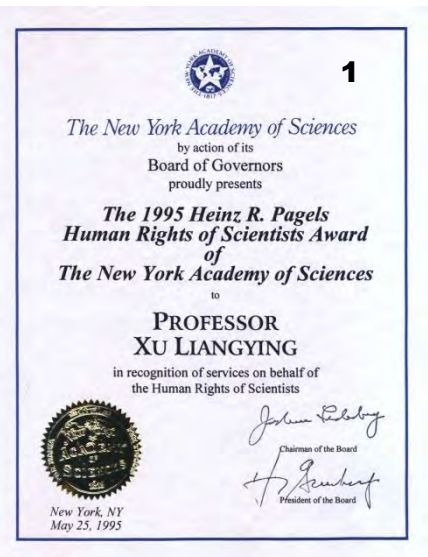 1
The New York Academy of Sciences
by action of its
Board of Governors
proudly presents
The 1995 Heinz R. Pagels
Human Rights of Scientists Award
of
The New York Academy of Sciences
to
PROFESSOR
XU LIANGYING
in recognition of services on behalf of
the Human Rights of Scientists
Chairman of the Board
President of the Board
New York, NY
May 25, 1995